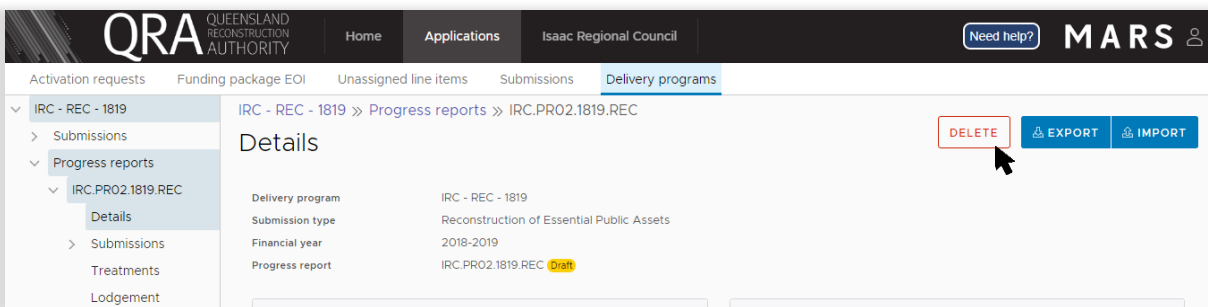 QRA QUEENSLAND RECONSTRUCTION AUTHORITY
Home Applications Isaac Regional Council Need help? MARS
Activation requests Funding package EOI Unassigned line items Submissions Delivery programs
IRC - REC - 1819
Submissions
Progress reports
IRC.PR02.1819.REC
Details
Submissions
Treatments
Lodgement
IRC - REC - 1819 >> Progress reports >> IRC.PR02.1819.REC
Details
DELETE EXPORT IMPORT
Delivery program IRC - REC - 1819
Submission type Reconstruction of Essential Public Assets
Financial year 2018-2019
Progress report IRC.PR02.1819.REC Draft